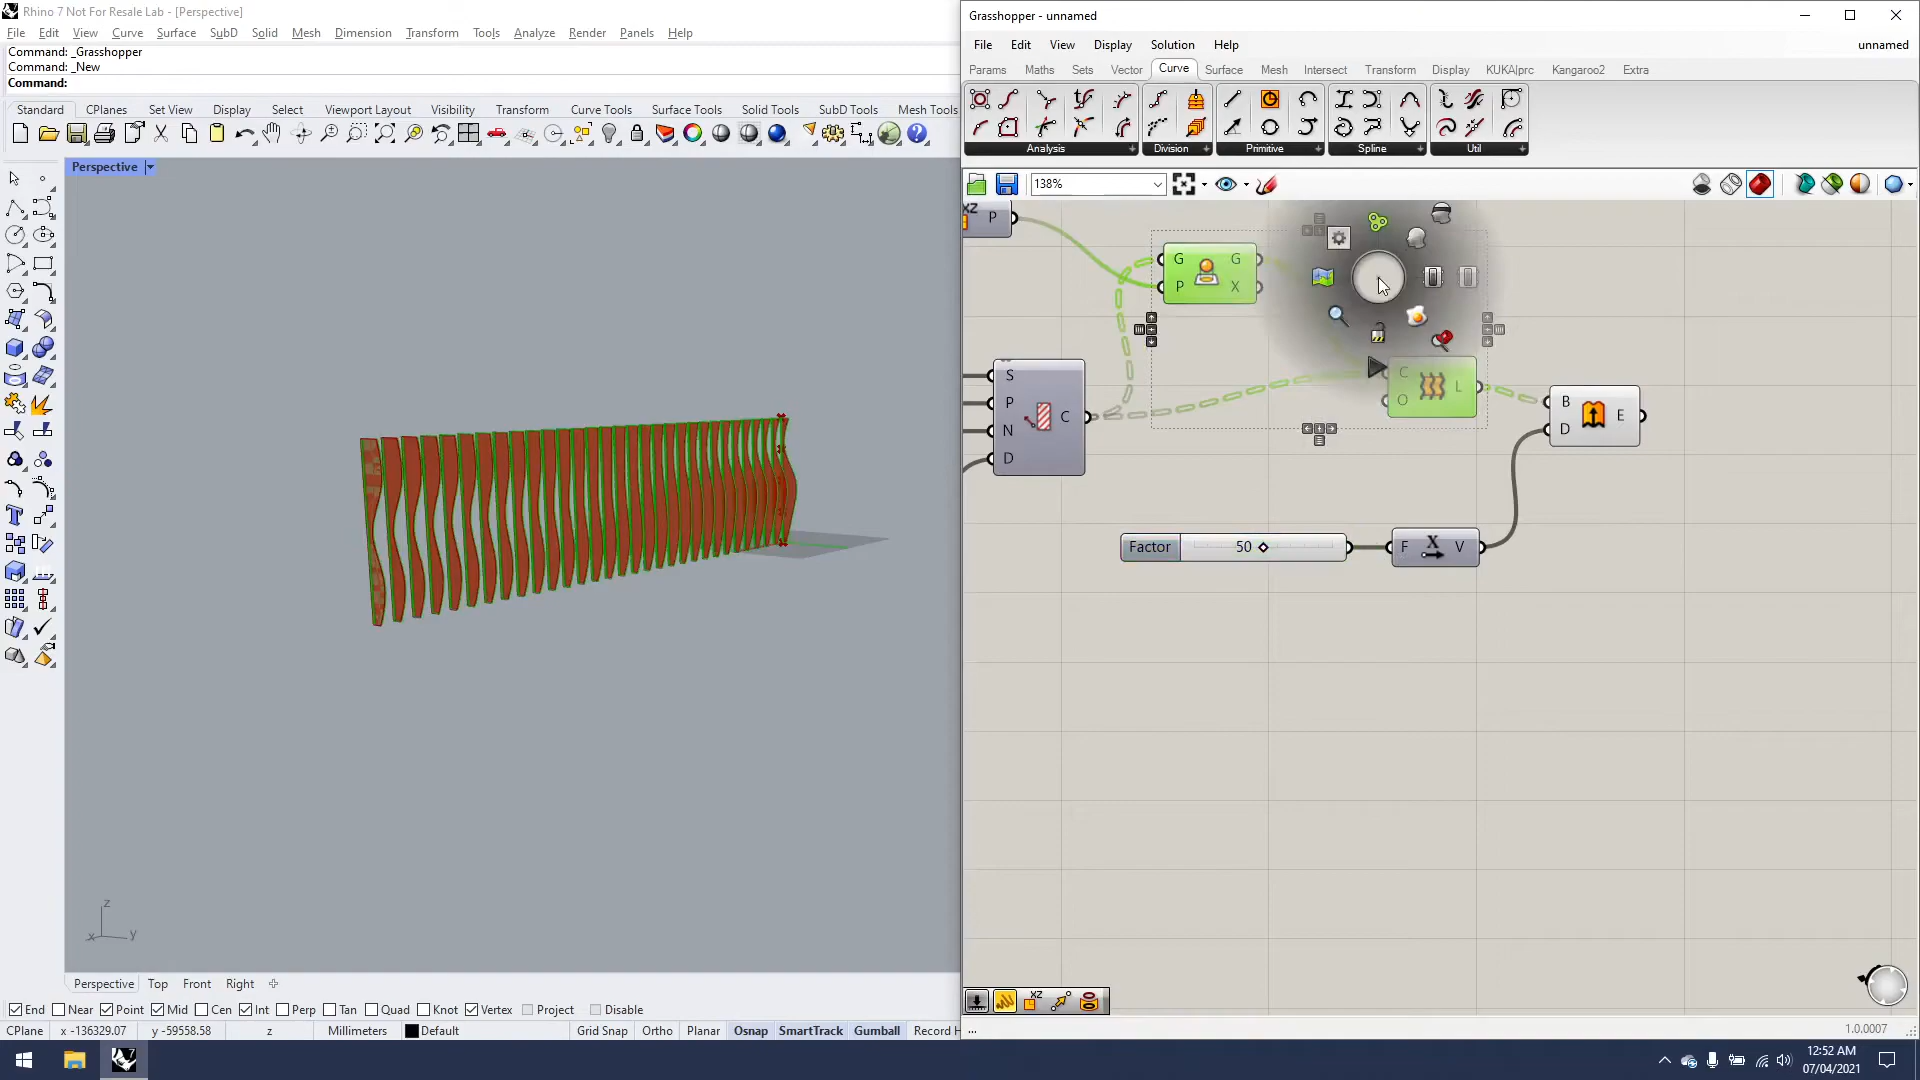 Rhino 7 Not For Resale Lab - [Perspective]
File Edit View Curve Surface SubD Solid Mesh Dimension Transform Tools Analyze Render Panels Help
Command: _Grasshopper
Command: _New
Command:
Standard CPlanes Set View Display Select Viewport Layout Visibility Transform Curve Tools Surface Tools Solid Tools SubD Tools Mesh Tools
Perspective
z
x y
Perspective Top Front Right
End Near Point Mid Cen Int Perp Tan Quad Knot Vertex Project Disable
CPlane x -136329.07 y -59558.58 z Millimeters Default Grid Snap Ortho Planar Osnap SmartTrack Gumball Record H
Grasshopper - unnamed
File Edit View Display Solution Help unnamed
Params Maths Sets Vector Curve Surface Mesh Intersect Transform Display KUKA|prc Kangaroo2 Extra
Analysis Division Primitive Spline Util
138%
XZ P
G G
P X
S
P C
N
D
C L
O
B E
D
Factor 50
F X V
XZ
...
1.0.0007
12:52 AM
07/04/2021